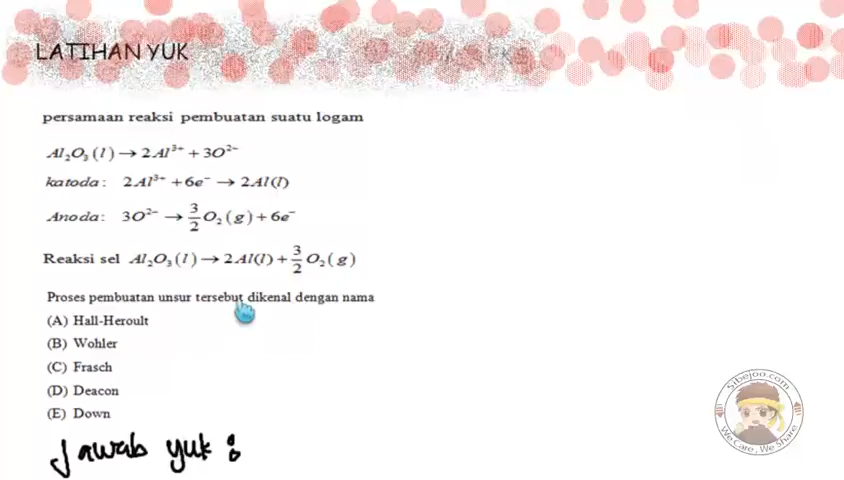 LATIHAN YUK
persamaan reaksi pembuatan suatu logam
Al₂O₃(l) → 2Al³⁺ + 3O²⁻
katoda: 2Al³⁺ + 6e⁻ → 2Al(l)
Anoda: 3O²⁻ → 3/2 O₂(g) + 6e⁻
Reaksi sel Al₂O₃(l) → 2Al(l) + 3/2 O₂(g)
Proses pembuatan unsur tersebut dikenal dengan nama
(A) Hall-Heroult
(B) Wohler
(C) Frasch
(D) Deacon
(E) Down
Jawab yuk :
Sibejoo.com
We Care, We Share